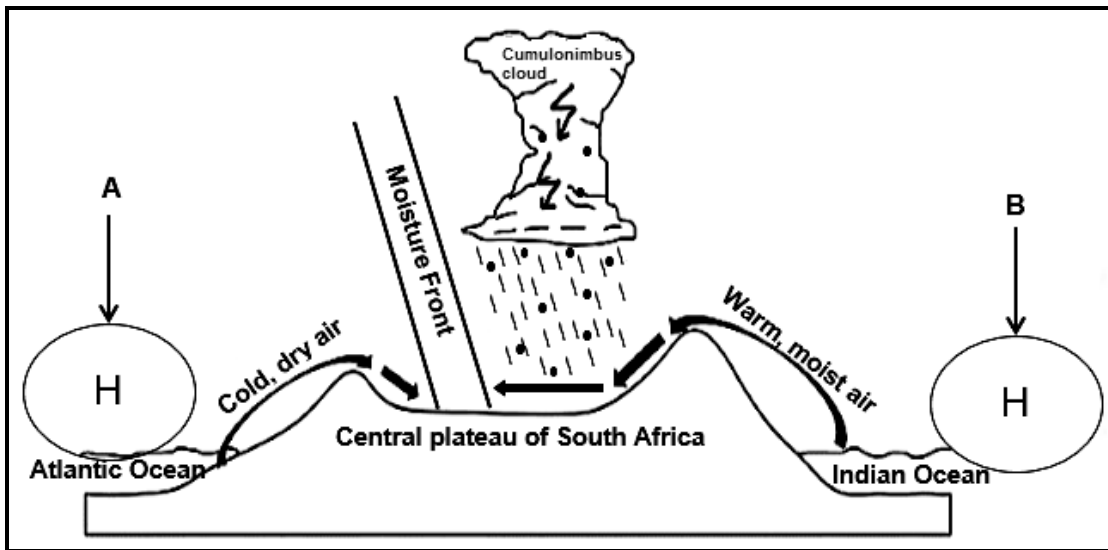 Cumulonimbus
cloud
A
B
Moisture Front
Cold, dry air
Warm, moist air
H
H
Central plateau of South Africa
Atlantic Ocean
Indian Ocean